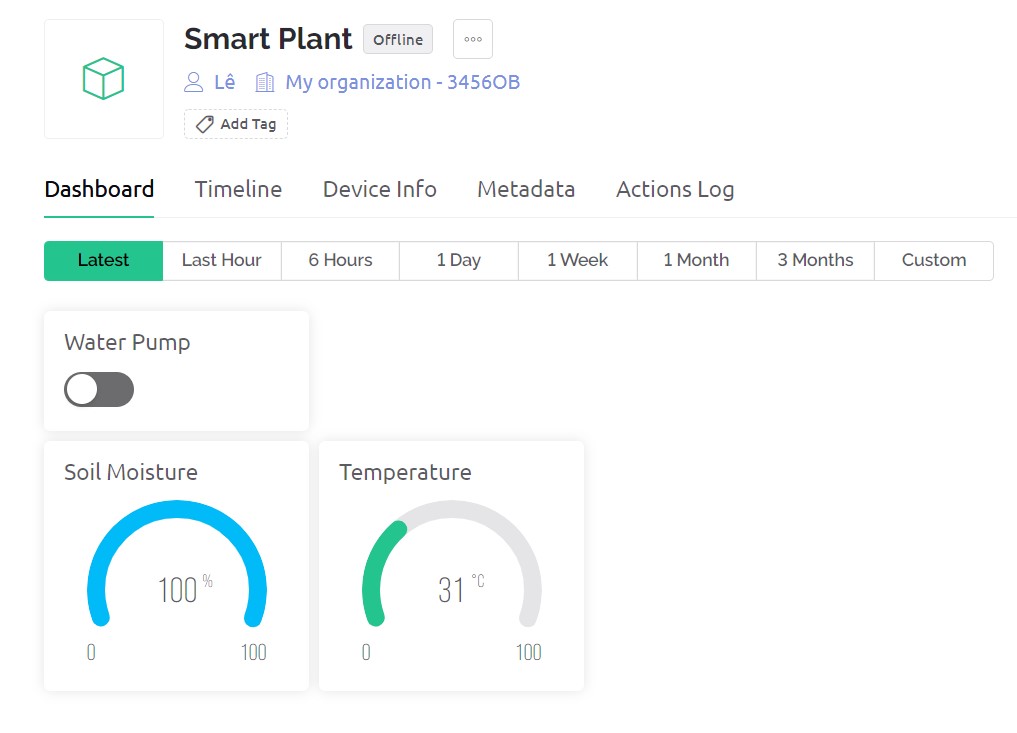 Smart Plant Offline
Lê My organization - 3456OB
Add Tag
Dashboard Timeline Device Info Metadata Actions Log
Latest Last Hour 6 Hours 1 Day 1 Week 1 Month 3 Months Custom
Water Pump
Soil Moisture Temperature
100 % 31 °C
0 100 0 100